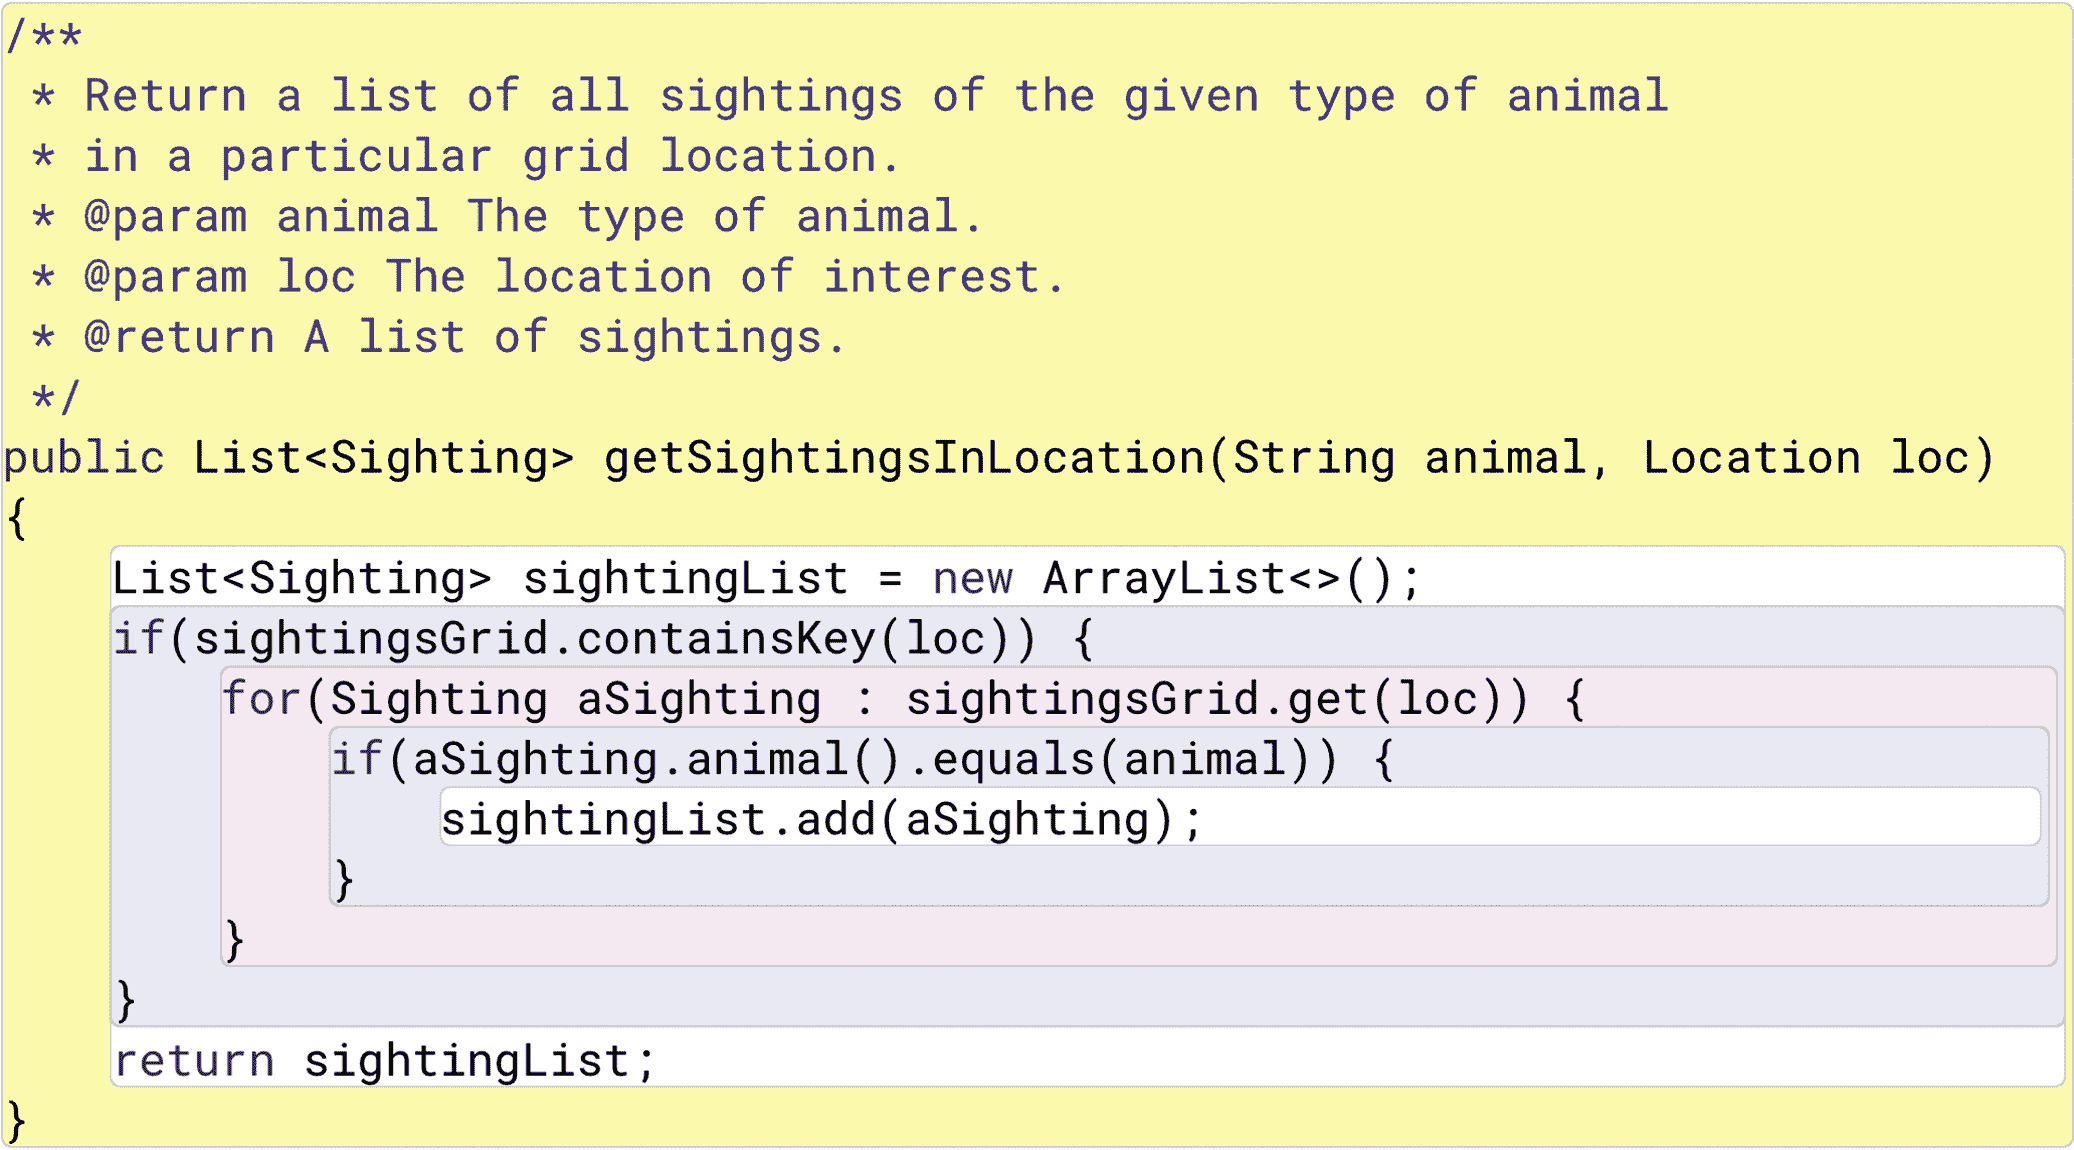 /**
 * Return a list of all sightings of the given type of animal
 * in a particular grid location.
 * @param animal The type of animal.
 * @param loc The location of interest.
 * @return A list of sightings.
 */
public List<Sighting> getSightingsInLocation(String animal, Location loc)
{
    List<Sighting> sightingList = new ArrayList<>();
    if(sightingsGrid.containsKey(loc)) {
        for(Sighting aSighting : sightingsGrid.get(loc)) {
            if(aSighting.animal().equals(animal)) {
                sightingList.add(aSighting);
            }
        }
    }
    return sightingList;
}